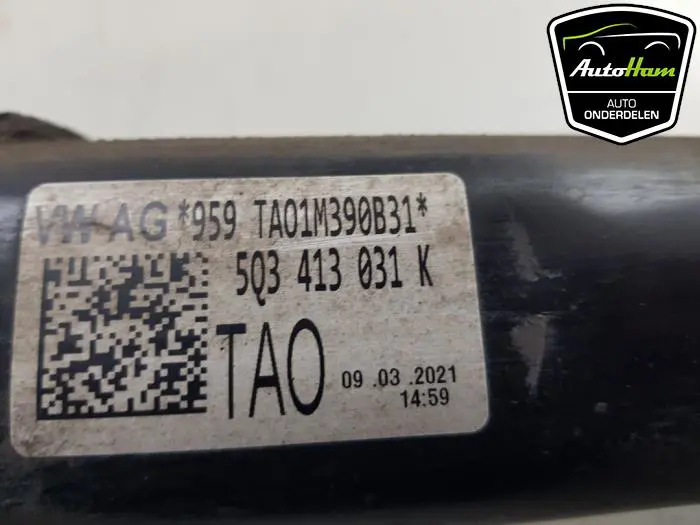 AutoHam
AUTO
ONDERDELEN
VW AG *959 TA01M390B31*
5Q3 413 031 K
TAO
09 .03 .2021
14:59